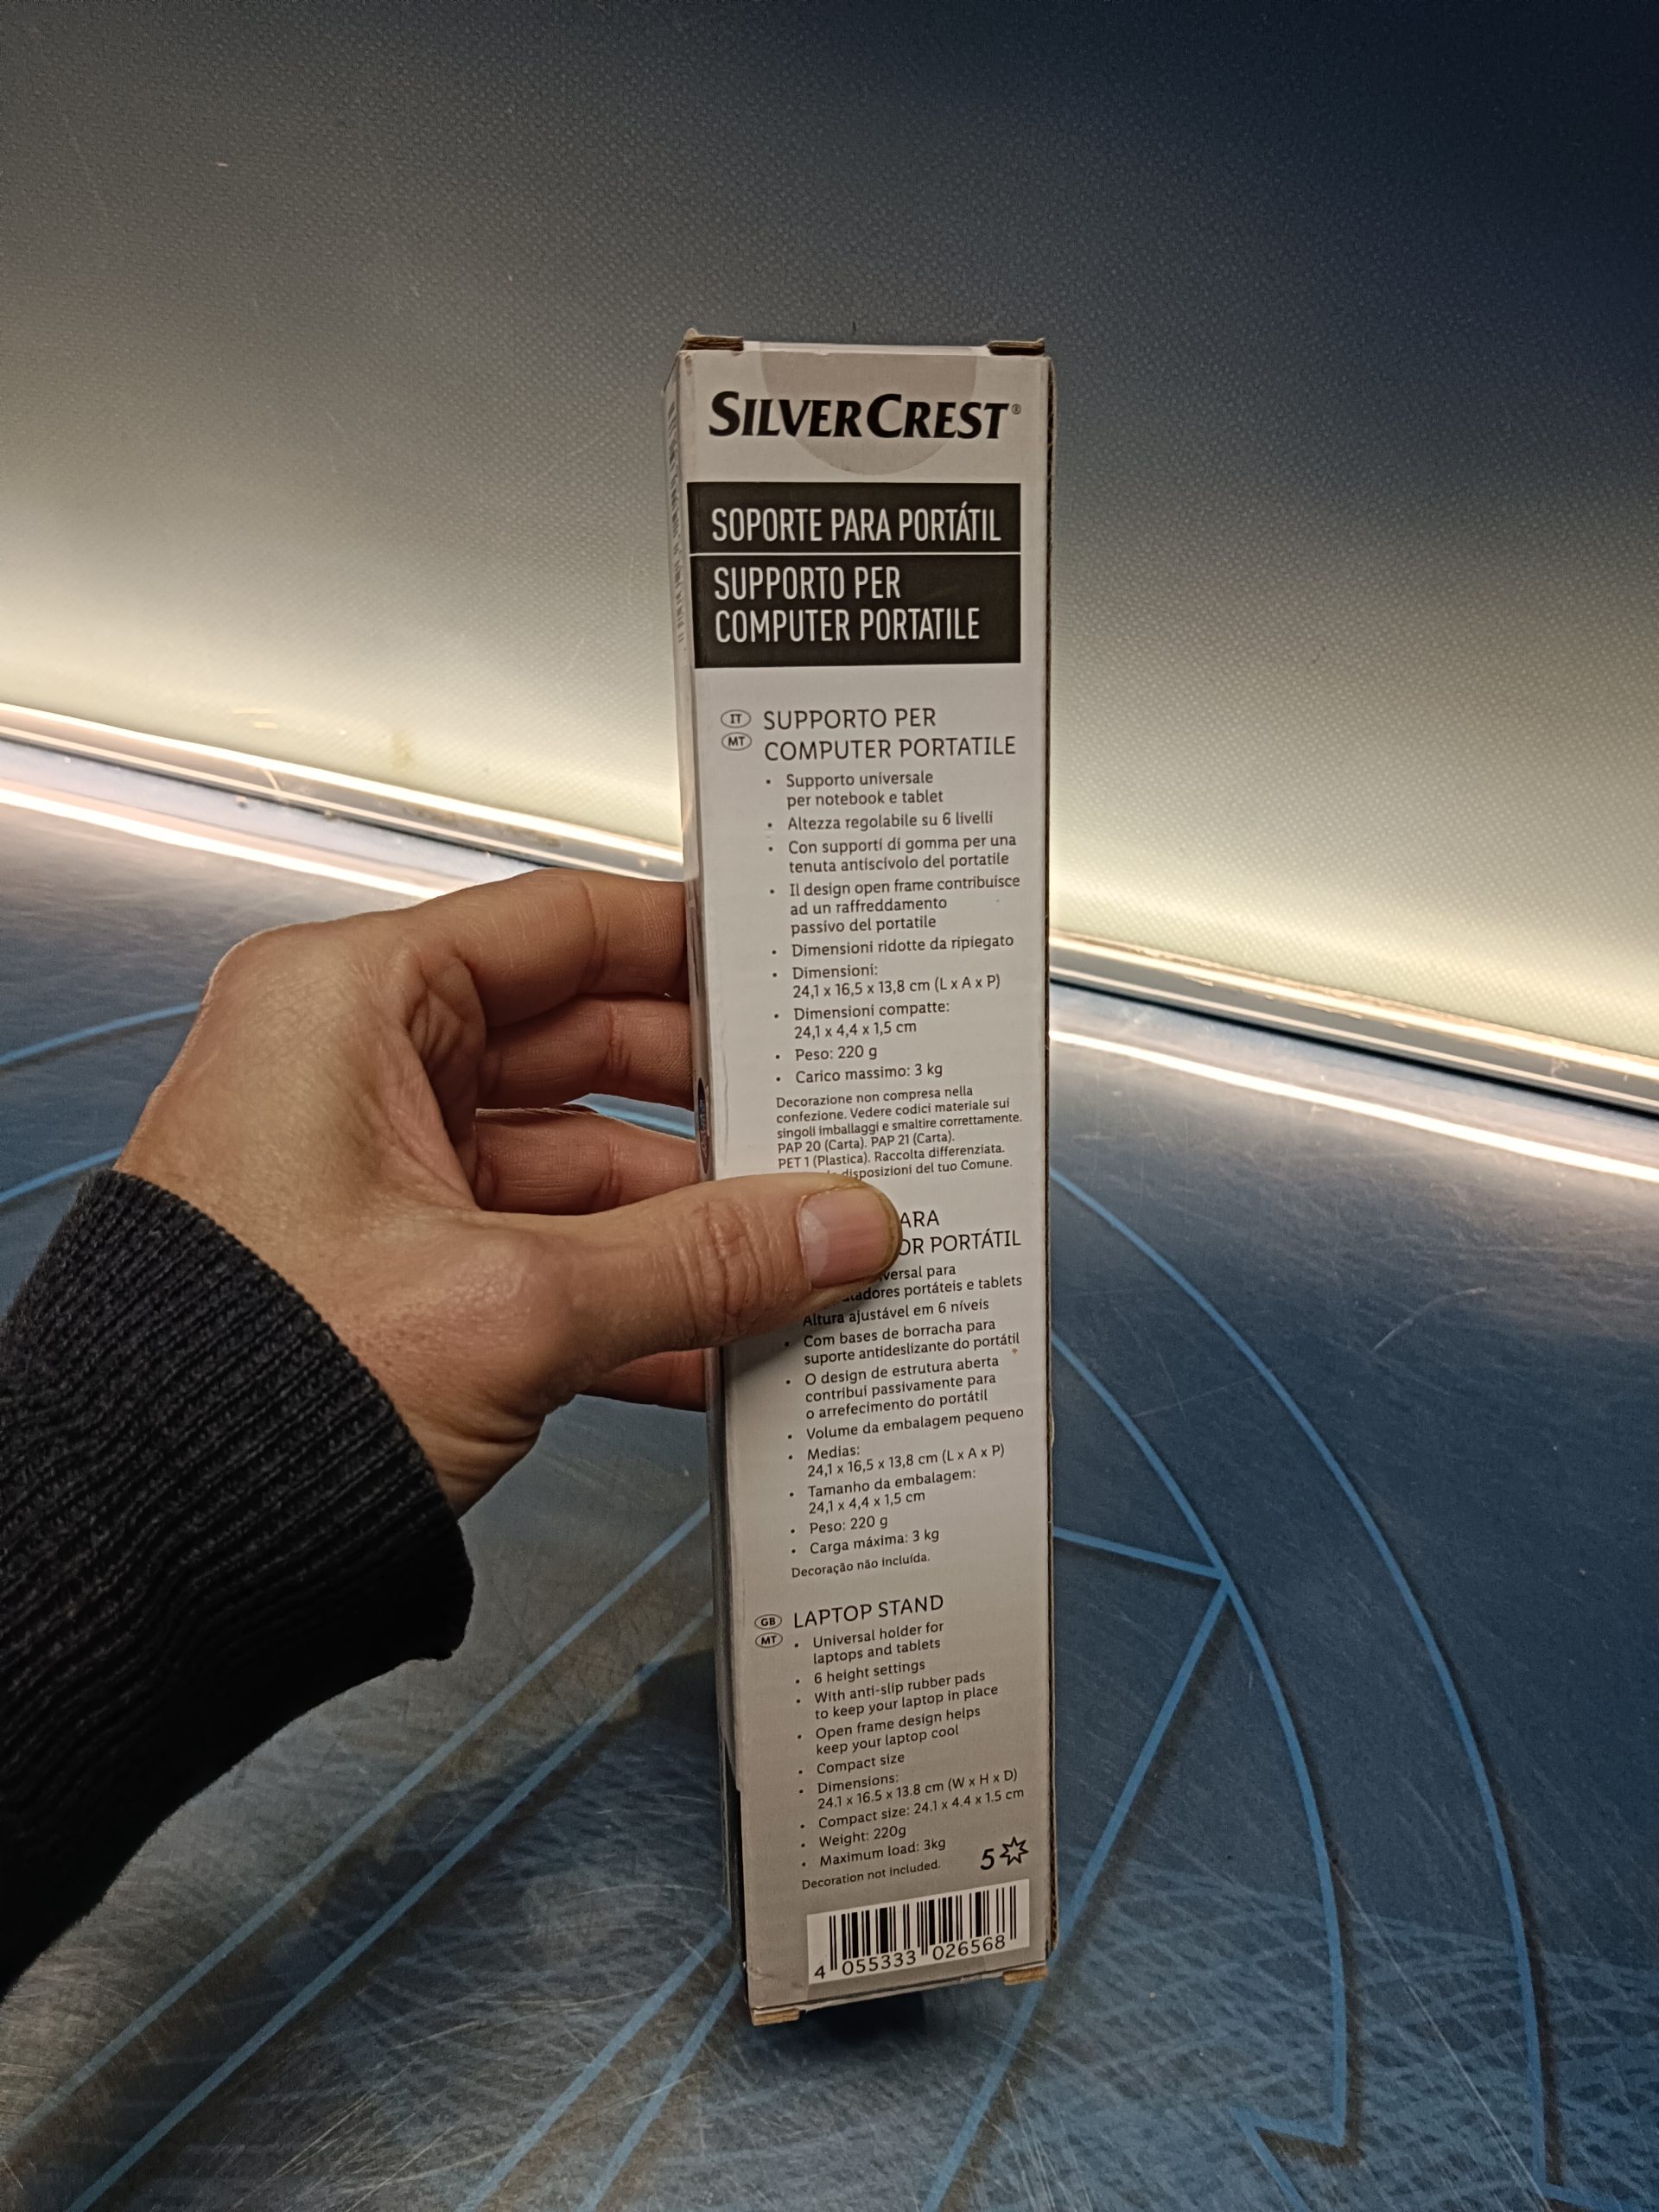 SILVERCREST®
SOPORTE PARA PORTÁTIL
SUPPORTO PER
COMPUTER PORTATILE
IT SUPPORTO PER
MT COMPUTER PORTATILE
• Supporto universale
per notebook e tablet
• Altezza regolabile su 6 livelli
• Con supporti di gomma per una
tenuta antiscivolo del portatile
• Il design open frame contribuisce
ad un raffreddamento
passivo del portatile
• Dimensioni ridotte da ripiegato
• Dimensioni:
24,1 x 16,5 x 13,8 cm (L x A x P)
• Dimensioni compatte:
24,1 x 4,4 x 1,5 cm
• Peso: 220 g
• Carico massimo: 3 kg
Decorazione non compresa nella
confezione. Vedere codici materiale sui
singoli imballaggi e smaltire correttamente.
PAP 20 (Carta). PAP 21 (Carta).
PET 1 (Plastica). Raccolta differenziata.
disposizioni del tuo Comune.
ARA
OR PORTÁTIL
versal para
tadores portáteis e tablets
Altura ajustável em 6 níveis
• Com bases de borracha para
suporte antideslizante do portátil
• O design de estrutura aberta
contribui passivamente para
o arrefecimento do portátil
• Volume da embalagem pequeno
• Medias:
24,1 x 16,5 x 13,8 cm (L x A x P)
• Tamanho da embalagem:
24,1 x 4,4 x 1,5 cm
• Peso: 220 g
• Carga máxima: 3 kg
Decoração não incluída.
GB LAPTOP STAND
MT • Universal holder for
laptops and tablets
• 6 height settings
• With anti-slip rubber pads
to keep your laptop in place
• Open frame design helps
keep your laptop cool
• Compact size
• Dimensions:
24.1 x 16.5 x 13.8 cm (W x H x D)
• Compact size: 24.1 x 4.4 x 1.5 cm
• Weight: 220g
• Maximum load: 3kg
Decoration not included.
5
4 055333 026568